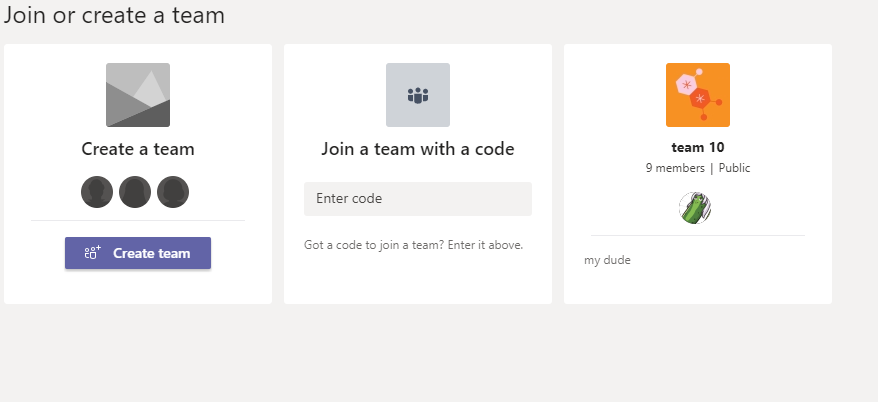 Join or create a team
Create a team
Create team
Join a team with a code
Enter code
Got a code to join a team? Enter it above.
team 10
9 members | Public
my dude